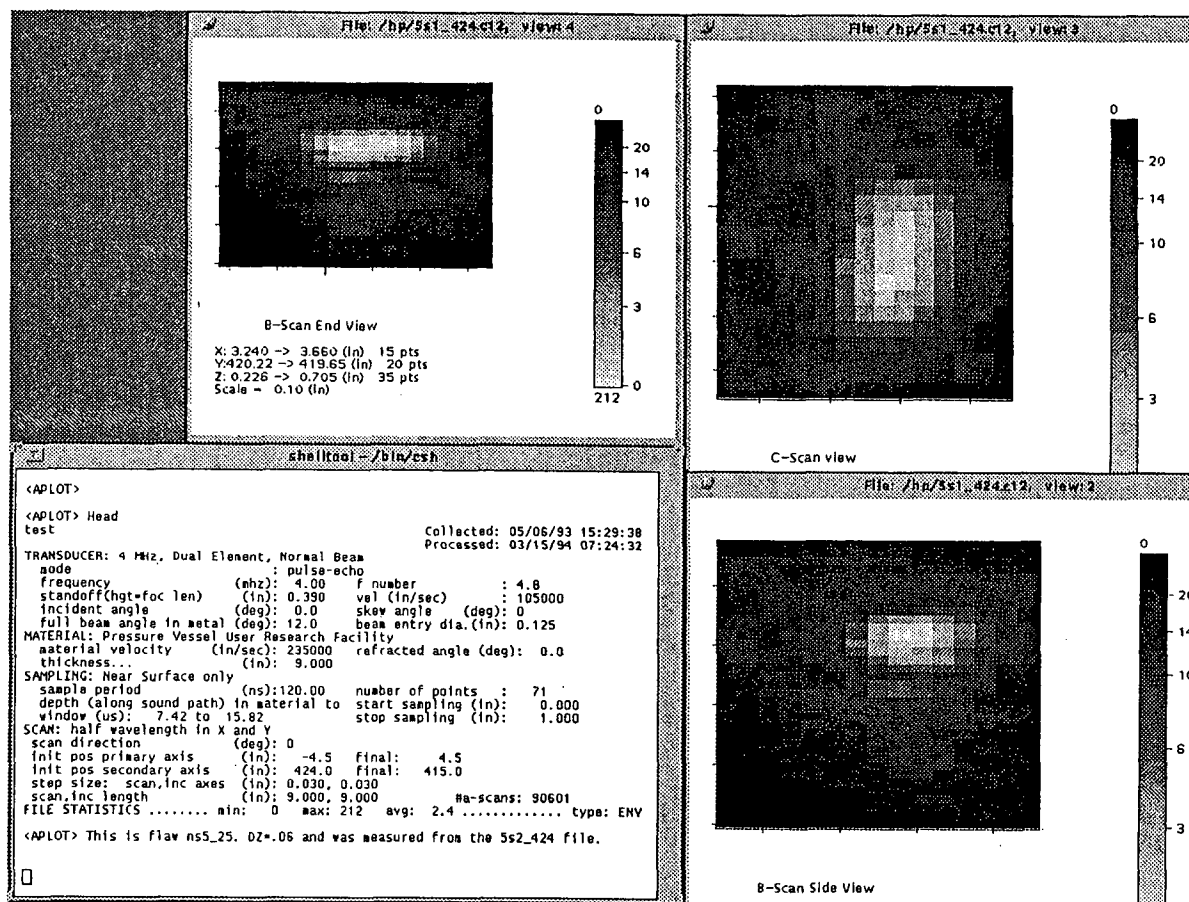 File: /hp/5s1_424.c12, view: 4
0
20
14
10
6
3
0
212
B-Scan End View
X: 3.240 -> 3.660 (in) 15 pts
Y:420.22 -> 419.65 (in) 20 pts
Z: 0.226 -> 0.705 (in) 35 pts
Scale = 0.10 (in)
File: /hp/5s1_424.c12, view: 3
0
20
14
10
6
3
C-Scan view
shelltool - /bin/csh
<APLOT>
<APLOT> Head
test Collected: 05/06/93 15:29:38
Processed: 03/15/94 07:24:32
TRANSDUCER: 4 MHz, Dual Element, Normal Beam
mode : pulse-echo
frequency (mhz): 4.00 f number : 4.8
standoff(hgt=foc len) (in): 0.390 vel (in/sec) : 105000
incident angle (deg): 0.0 skew angle (deg): 0
full beam angle in metal (deg): 12.0 beam entry dia.(in): 0.125
MATERIAL: Pressure Vessel User Research Facility
material velocity (in/sec): 235000 refracted angle (deg): 0.0
thickness... (in): 9.000
SAMPLING: Near Surface only
sample period (ns):120.00 number of points : 71
depth (along sound path) in material to start sampling (in): 0.000
window (us): 7.42 to 15.82 stop sampling (in): 1.000
SCAN: half wavelength in X and Y
scan direction (deg): 0
init pos primary axis (in): -4.5 final: 4.5
init pos secondary axis (in): 424.0 final: 415.0
step size: scan,inc axes (in): 0.030, 0.030
scan,inc length (in): 9.000, 9.000 #a-scans: 90601
FILE STATISTICS ........ min: 0 max: 212 avg: 2.4 ............. type: ENV
<APLOT> This is flaw ns5_25. DZ=.06 and was measured from the 5s2_424 file.
File: /hp/5s1_424.c12, view: 2
0
20
14
10
6
3
B-Scan Side View